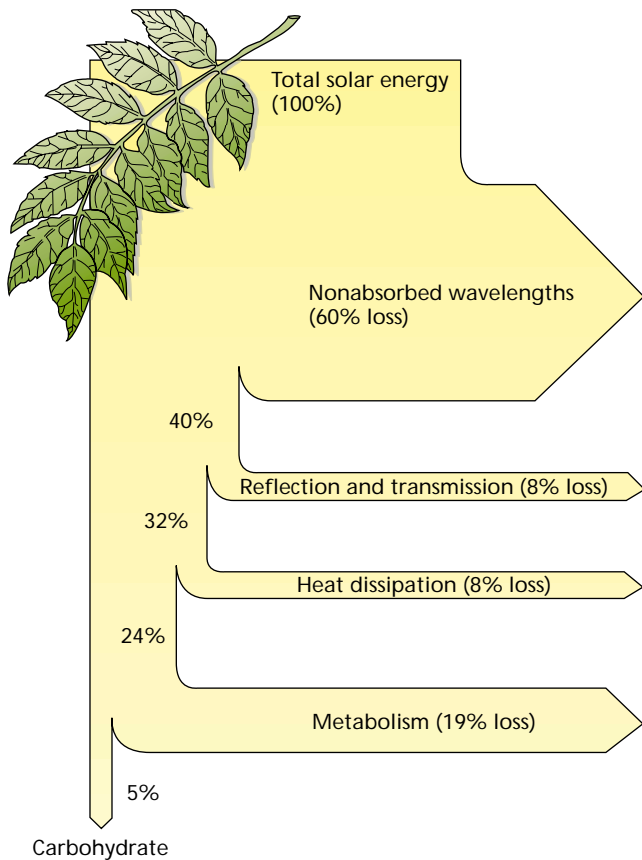 Total solar energy
(100%)
Nonabsorbed wavelengths
(60% loss)
40%
Reflection and transmission (8% loss)
32%
Heat dissipation (8% loss)
24%
Metabolism (19% loss)
5%
Carbohydrate